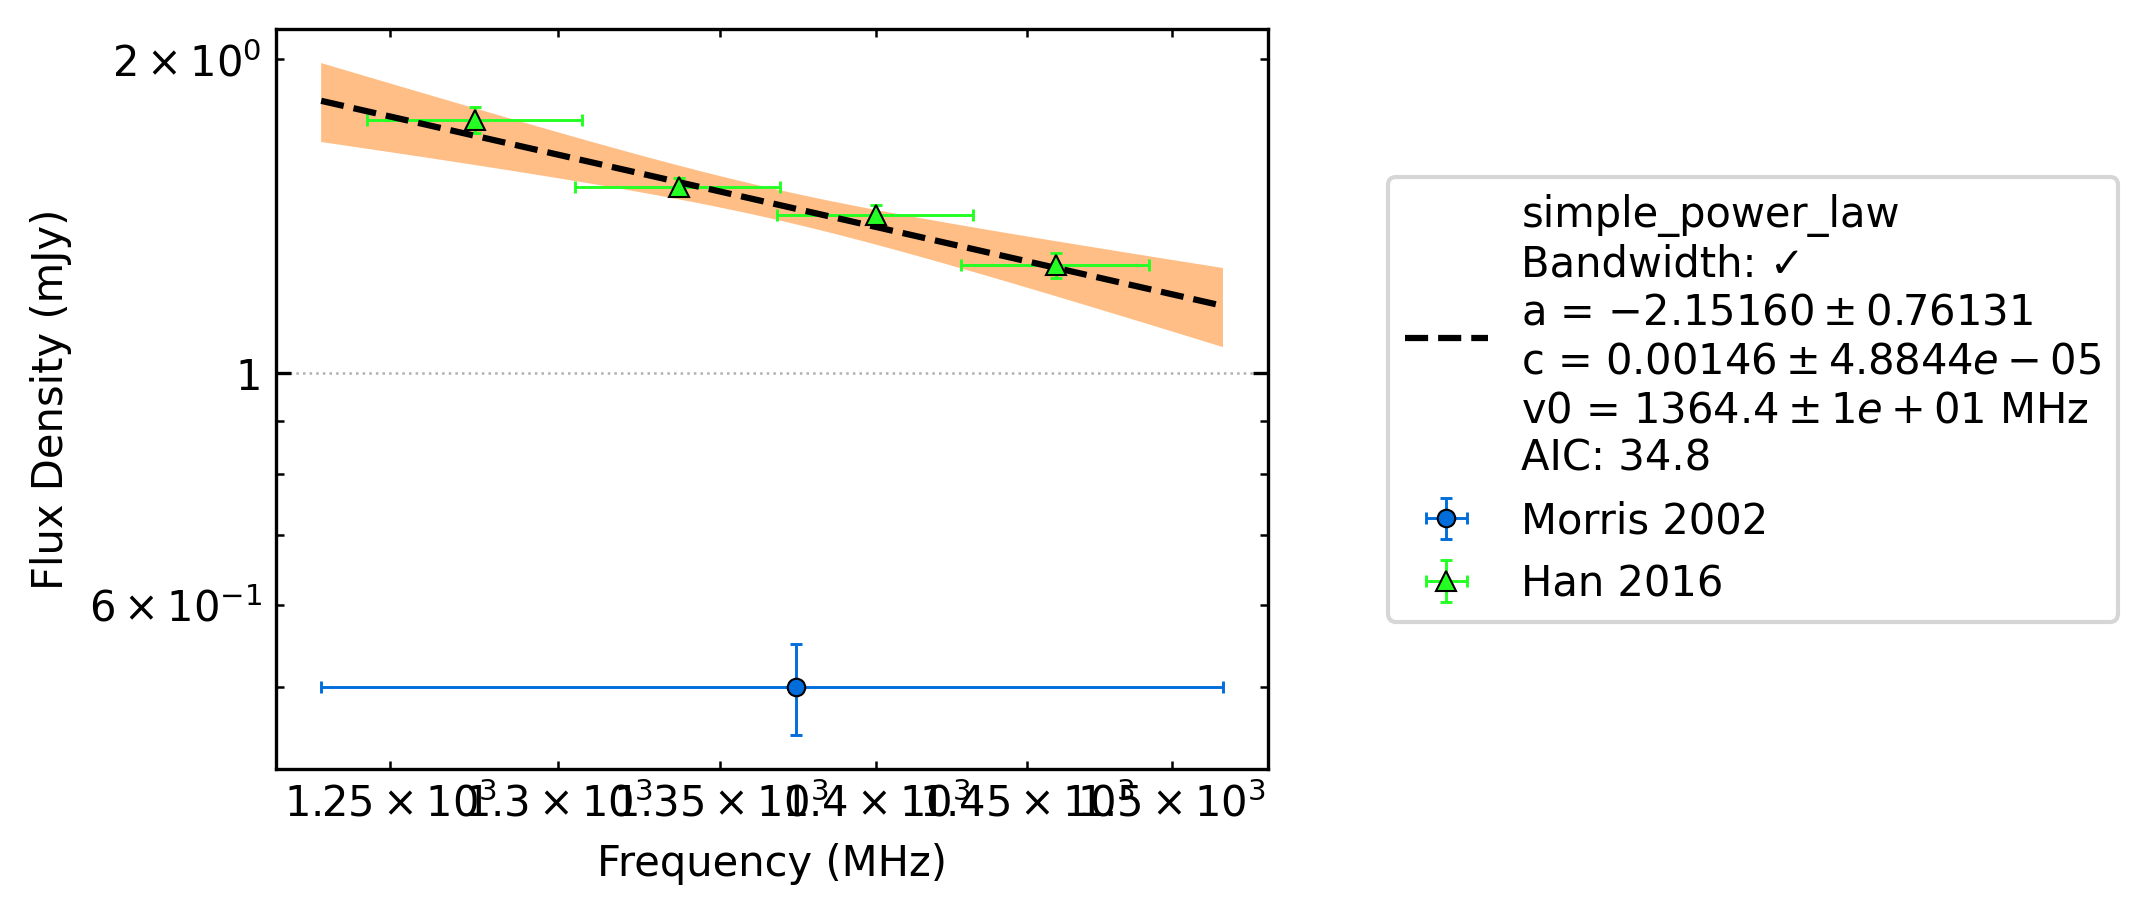 2 × 10⁰
1
6 × 10⁻¹
Flux Density (mJy)
1.25 × 10³ 1.3 × 10³ 1.35 × 10³ 1.4 × 10³ 1.45 × 10³ 1.5 × 10³
Frequency (MHz)
simple_power_law
Bandwidth: ✓
a = −2.15160 ± 0.76131
c = 0.00146 ± 4.8844e − 05
v0 = 1364.4 ± 1e + 01 MHz
AIC: 34.8
Morris 2002
Han 2016